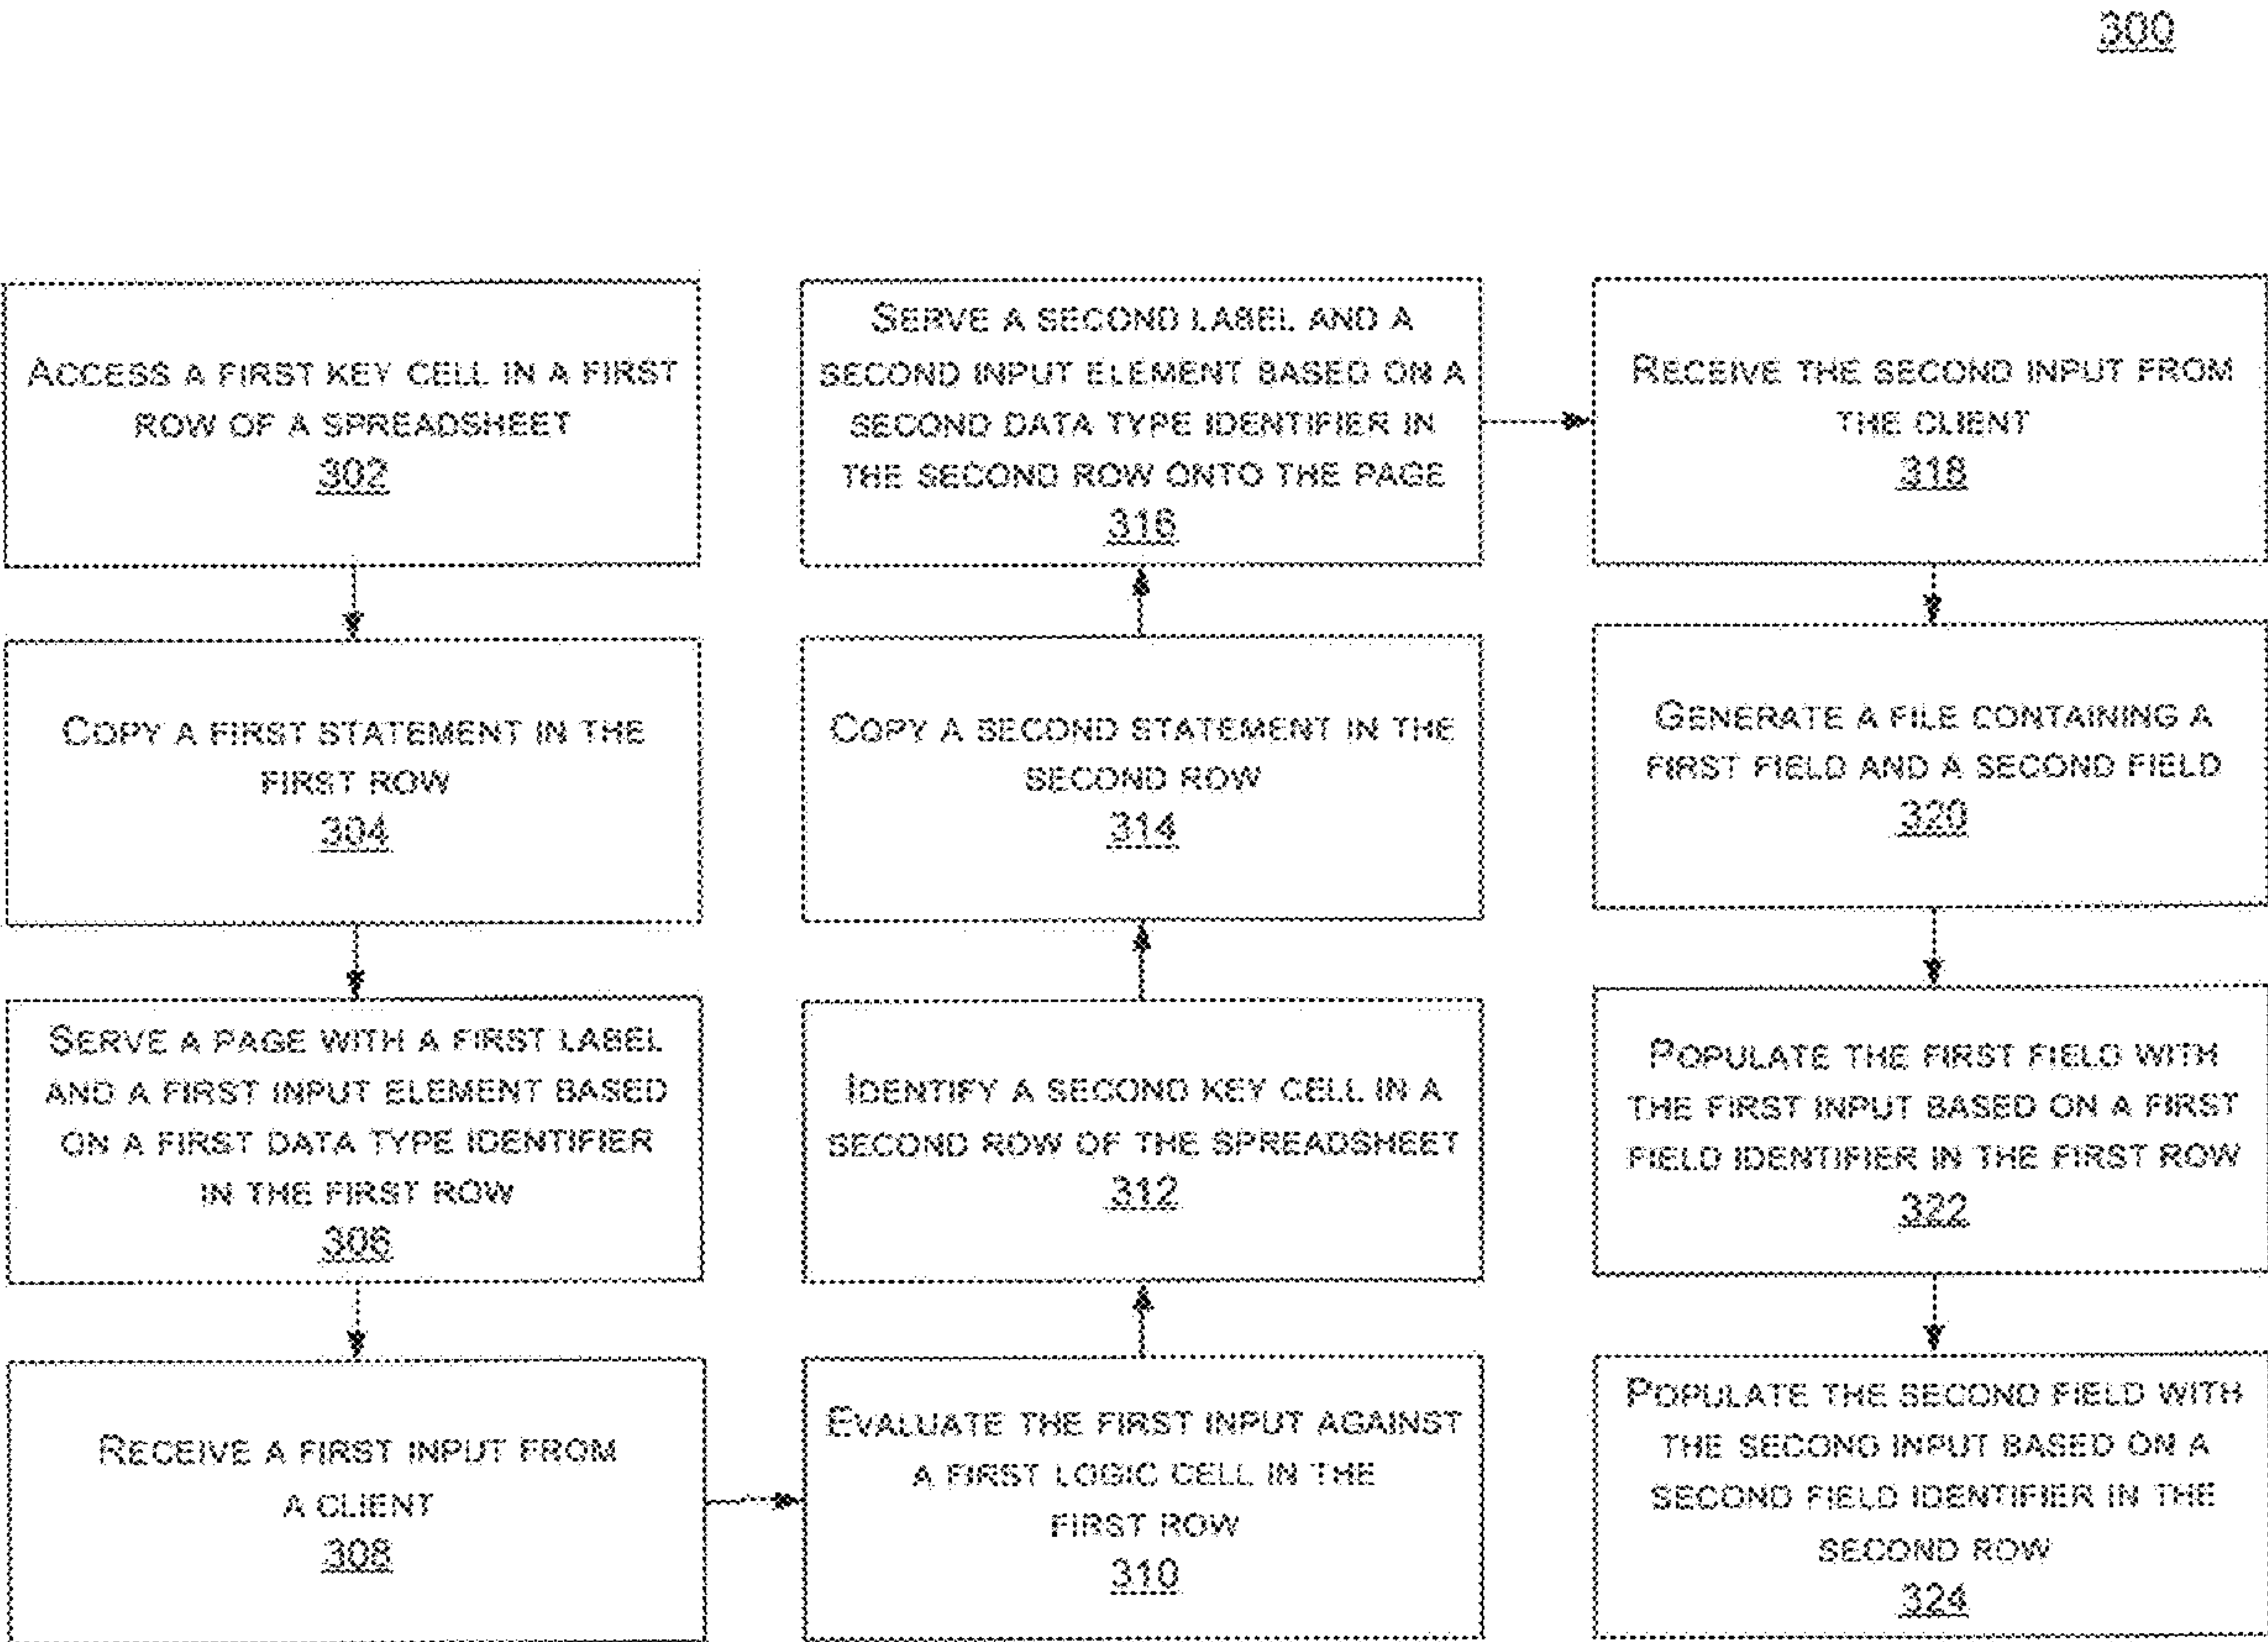 300
ACCESS A FIRST KEY CELL IN A FIRST
ROW OF A SPREADSHEET
302
COPY A FIRST STATEMENT IN THE
FIRST ROW
304
SERVE A PAGE WITH A FIRST LABEL
AND A FIRST INPUT ELEMENT BASED
ON A FIRST DATA TYPE IDENTIFIER
IN THE FIRST ROW
306
RECEIVE A FIRST INPUT FROM
A CLIENT
308
EVALUATE THE FIRST INPUT AGAINST
A FIRST LOGIC CELL IN THE
FIRST ROW
310
IDENTIFY A SECOND KEY CELL IN A
SECOND ROW OF THE SPREADSHEET
312
COPY A SECOND STATEMENT IN THE
SECOND ROW
314
SERVE A SECOND LABEL AND A
SECOND INPUT ELEMENT BASED ON A
SECOND DATA TYPE IDENTIFIER IN
THE SECOND ROW ONTO THE PAGE
316
RECEIVE THE SECOND INPUT FROM
THE CLIENT
318
GENERATE A FILE CONTAINING A
FIRST FIELD AND A SECOND FIELD
320
POPULATE THE FIRST FIELD WITH
THE FIRST INPUT BASED ON A FIRST
FIELD IDENTIFIER IN THE FIRST ROW
322
POPULATE THE SECOND FIELD WITH
THE SECOND INPUT BASED ON A
SECOND FIELD IDENTIFIER IN THE
SECOND ROW
324